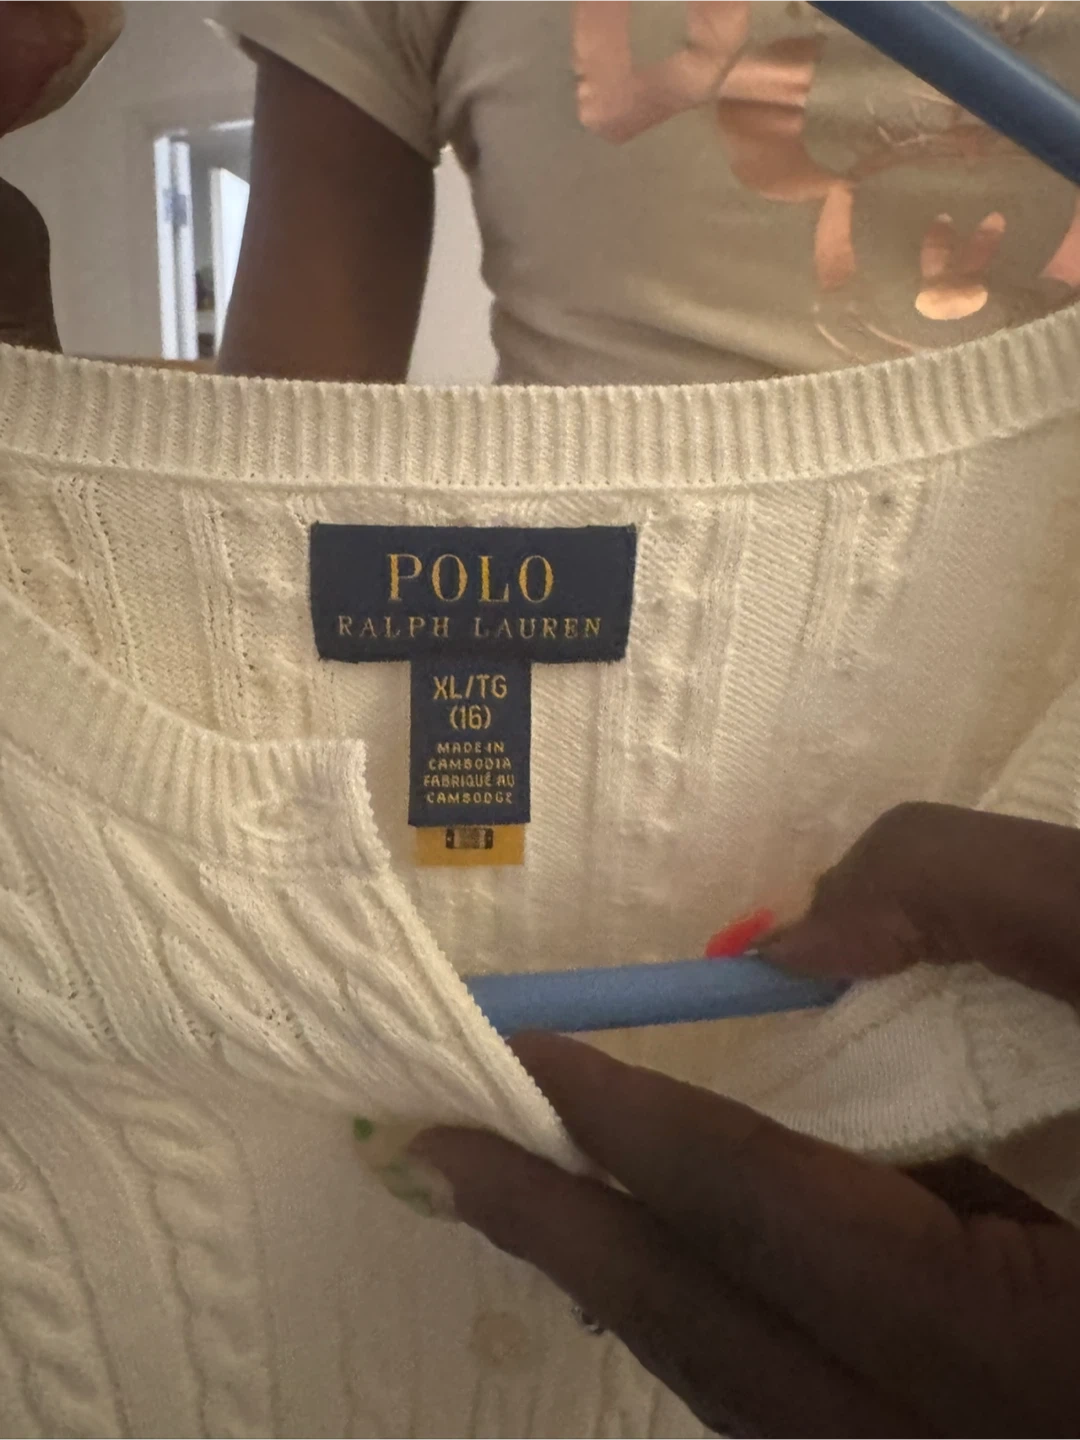 POLO
RALPH LAUREN
XL/TG
(16)
MADE IN
CAMBODIA
FABRIQUÉ AU
CAMBODGE